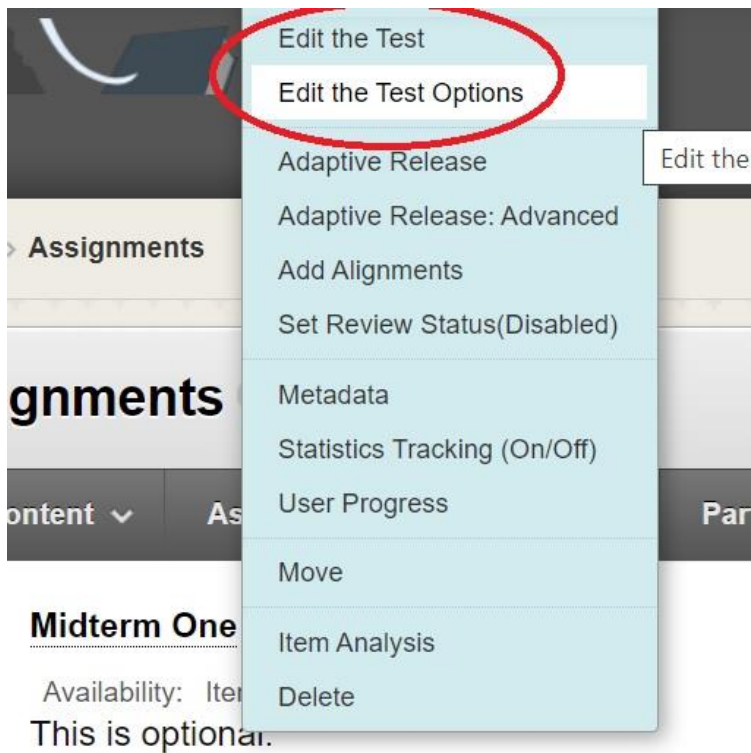 Edit the Test
Edit the Test Options
Edit the
Adaptive Release
Adaptive Release: Advanced
Assignments
Add Alignments
Set Review Status(Disabled)
gnments
Metadata
Statistics Tracking (On/Off)
User Progress
ontent
As
Par
Move
Midterm One
Item Analysis
Availability: Iter
Delete
This is optional.